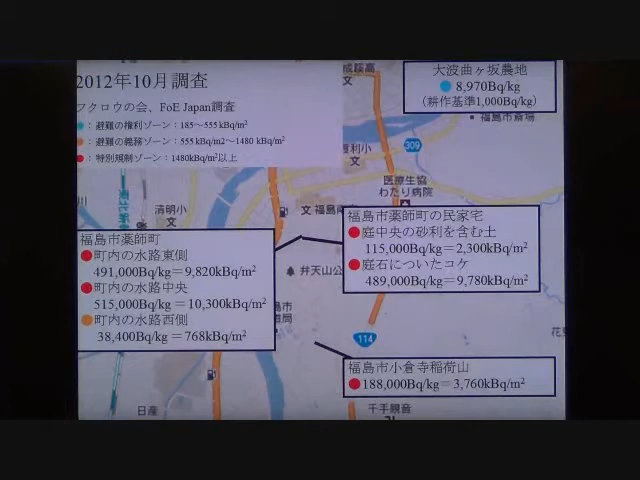 2012年10月調査
フクロウの会、FoE Japan調査
●：避難の権利ゾーン：185～555kBq/m²
●：避難の義務ゾーン：555kBq/m2～1480 kBq/m²
●：特別規制ゾーン：1480kBq/m²以上
大波曲ヶ坂農地
●8,970Bq/kg
(耕作基準1,000Bq/kg)
福島市斎場
309
文
医療生協
わたり病院
清明小
文
文 福島南
福島市薬師町
●町内の水路東側
491,000Bq/kg＝9,820kBq/m²
●町内の水路中央
515,000Bq/kg＝10,300kBq/m²
●町内の水路西側
38,400Bq/kg＝768kBq/m²
福島市薬師町の民家宅
●庭中央の砂利を含む土
115,000Bq/kg＝2,300kBq/m²
●庭石についたコケ
489,000Bq/kg＝9,780kBq/m²
弁天山公
114
福島市小倉寺稲荷山
●188,000Bq/kg＝3,760kBq/m²
日産
千手観音